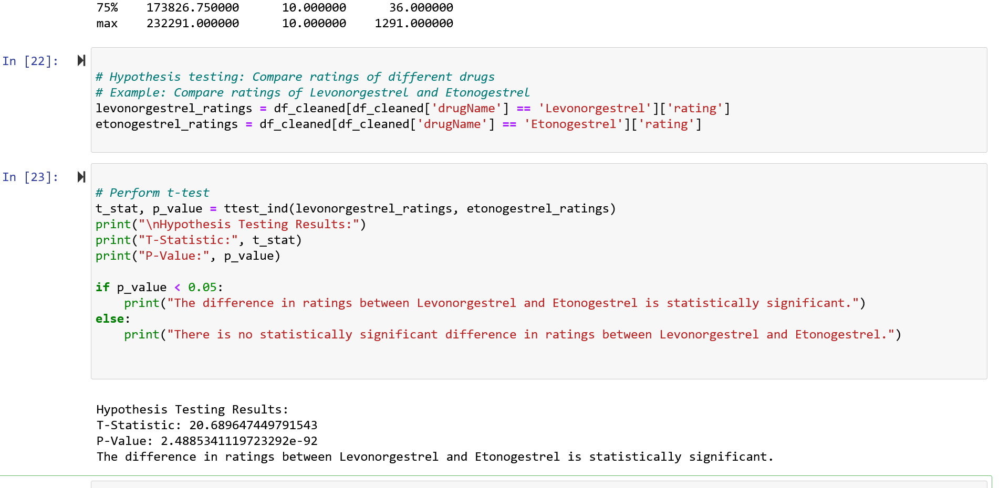 75%    173826.750000      10.000000      36.000000
max    232291.000000      10.000000    1291.000000
In [22]:
# Hypothesis testing: Compare ratings of different drugs
# Example: Compare ratings of Levonorgestrel and Etonogestrel
levonorgestrel_ratings = df_cleaned[df_cleaned['drugName'] == 'Levonorgestrel']['rating']
etonogestrel_ratings = df_cleaned[df_cleaned['drugName'] == 'Etonogestrel']['rating']
In [23]:
# Perform t-test
t_stat, p_value = ttest_ind(levonorgestrel_ratings, etonogestrel_ratings)
print("\nHypothesis Testing Results:")
print("T-Statistic:", t_stat)
print("P-Value:", p_value)
if p_value < 0.05:
    print("The difference in ratings between Levonorgestrel and Etonogestrel is statistically significant.")
else:
    print("There is no statistically significant difference in ratings between Levonorgestrel and Etonogestrel.")
Hypothesis Testing Results:
T-Statistic: 20.689647449791543
P-Value: 2.4885341119723292e-92
The difference in ratings between Levonorgestrel and Etonogestrel is statistically significant.